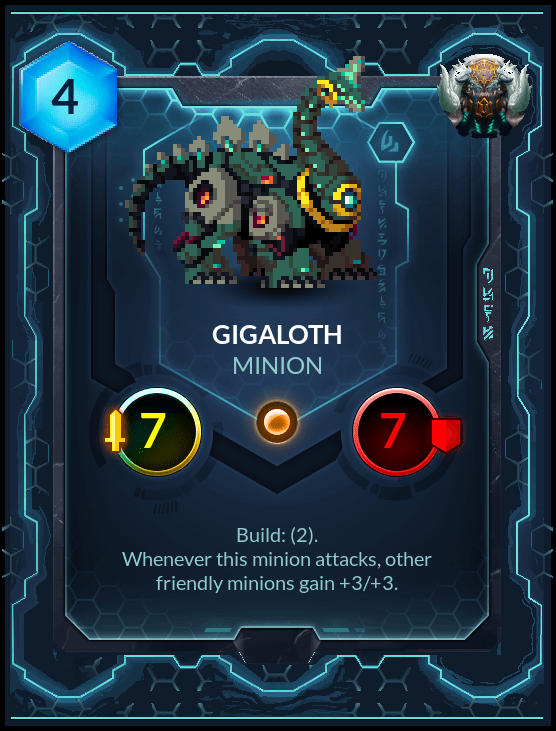 4
GIGALOTH
MINION
7
7
Build: (2).
Whenever this minion attacks, other
friendly minions gain +3/+3.